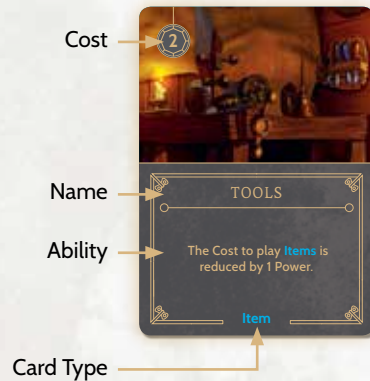 Cost
2
Name
TOOLS
Ability
The Cost to play Items is
reduced by 1 Power.
Item
Card Type